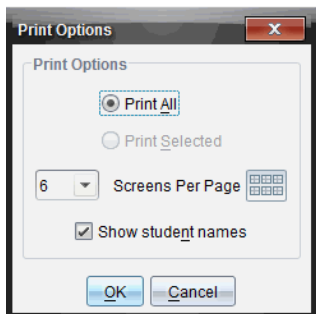 Print Options
Print Options
Print All
Print Selected
6 Screens Per Page
Show student names
OK Cancel